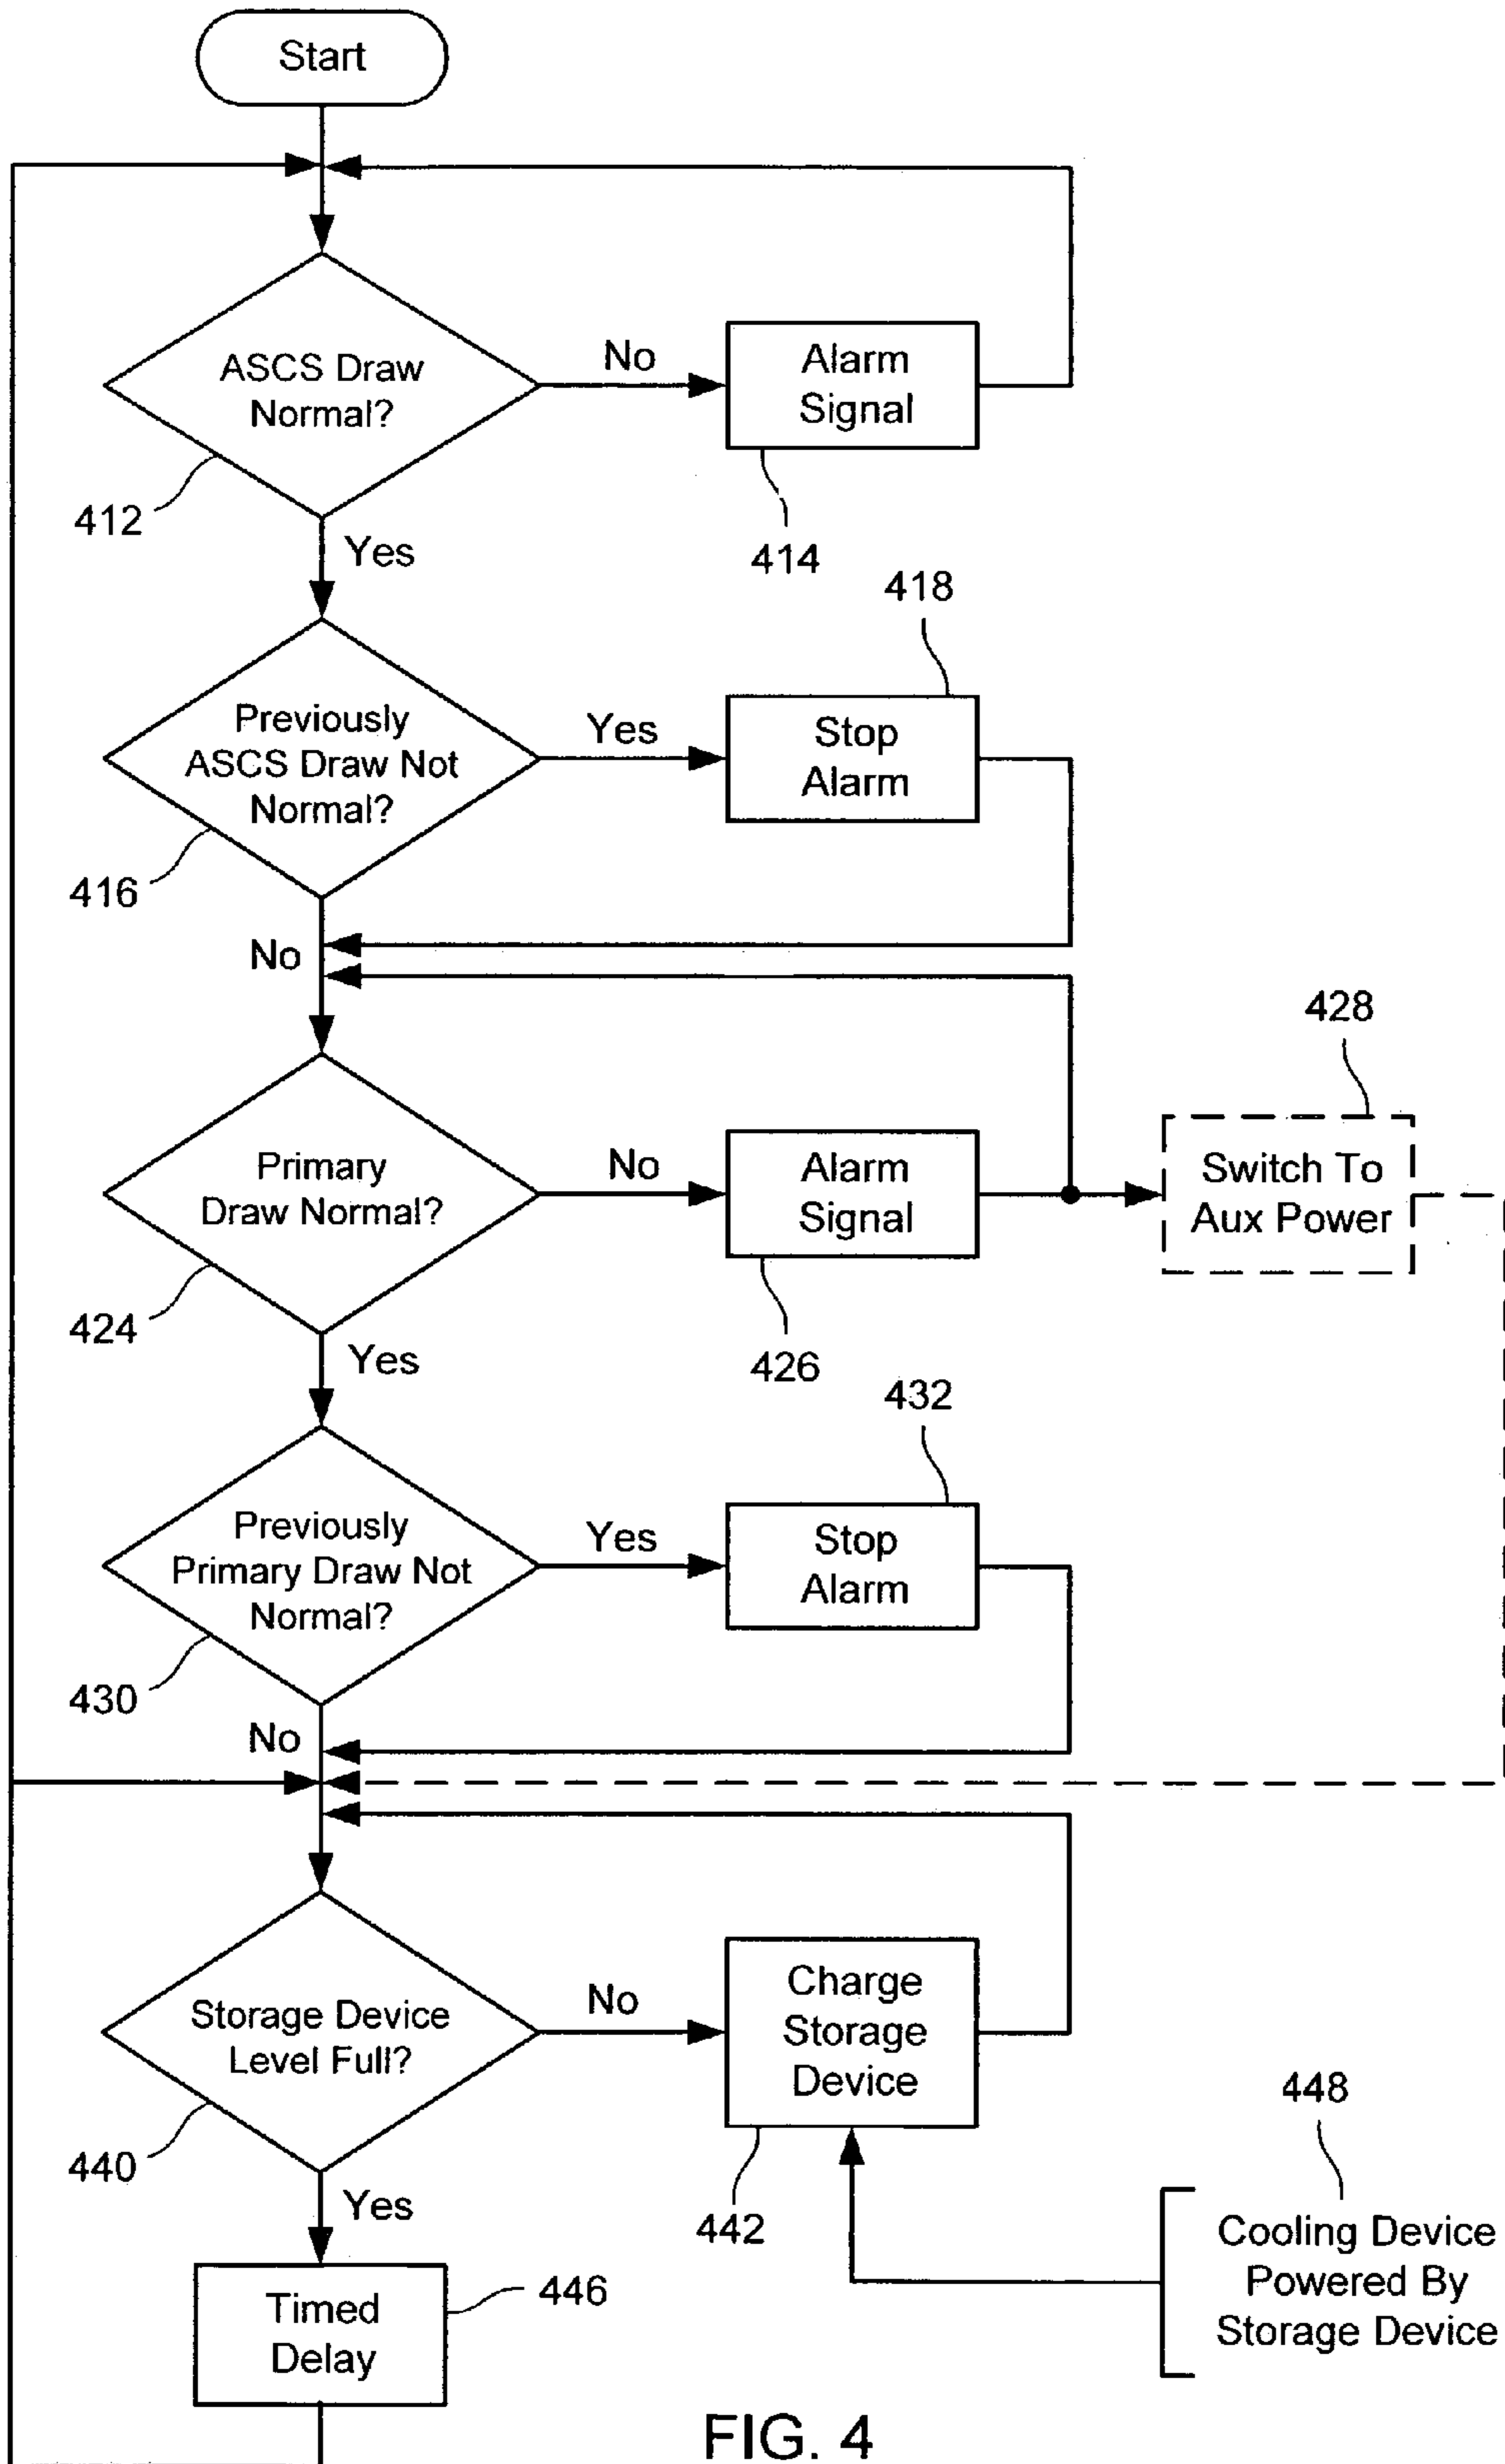 Start
ASCS Draw
Normal?
No
Alarm
Signal
412
414
Yes
418
Previously
ASCS Draw Not
Normal?
Yes
Stop
Alarm
416
No
428
Primary
Draw Normal?
No
Alarm
Signal
Switch To
Aux Power
424
426
Yes
432
Previously
Primary Draw Not
Normal?
Yes
Stop
Alarm
430
No
Storage Device
Level Full?
No
Charge
Storage
Device
440
442
448
Yes
Cooling Device
Powered By
Storage Device
Timed
Delay
446
FIG. 4